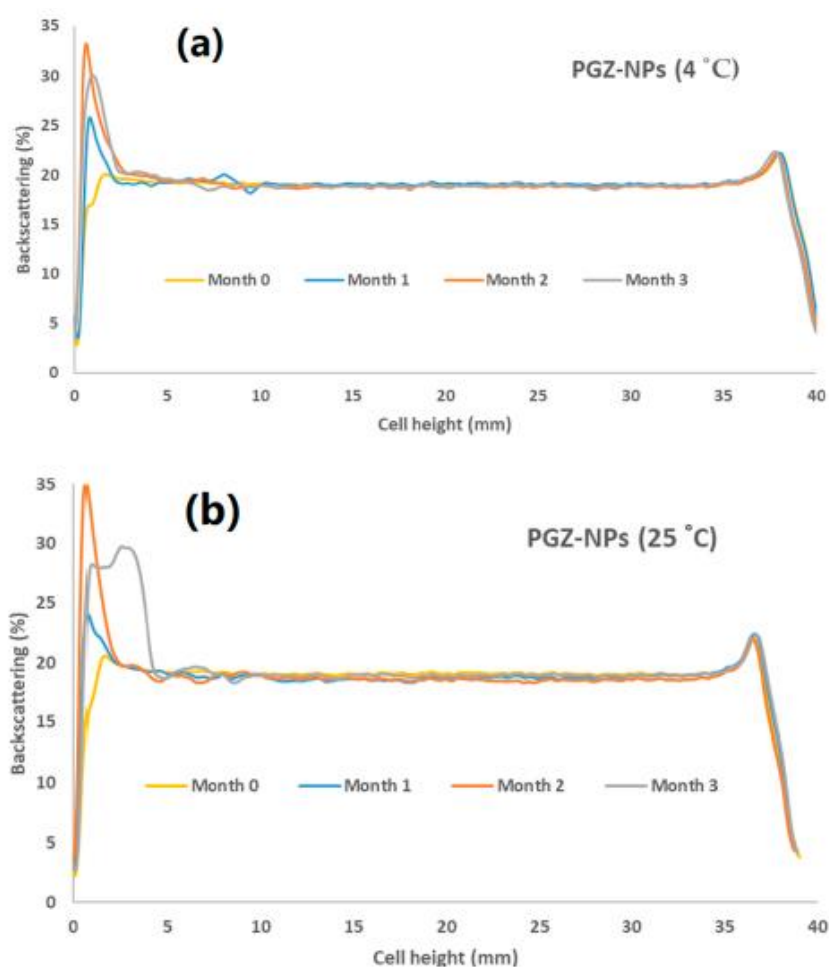 (a)
PGZ-NPs (4 °C)
Backscattering (%)
35
30
25
20
15
10
5
0
Month 0 Month 1 Month 2 Month 3
0 5 10 15 20 25 30 35 40
Cell height (mm)
(b)
PGZ-NPs (25 °C)
Backscattering (%)
35
30
25
20
15
10
5
0
Month 0 Month 1 Month 2 Month 3
0 5 10 15 20 25 30 35 40
Cell height (mm)